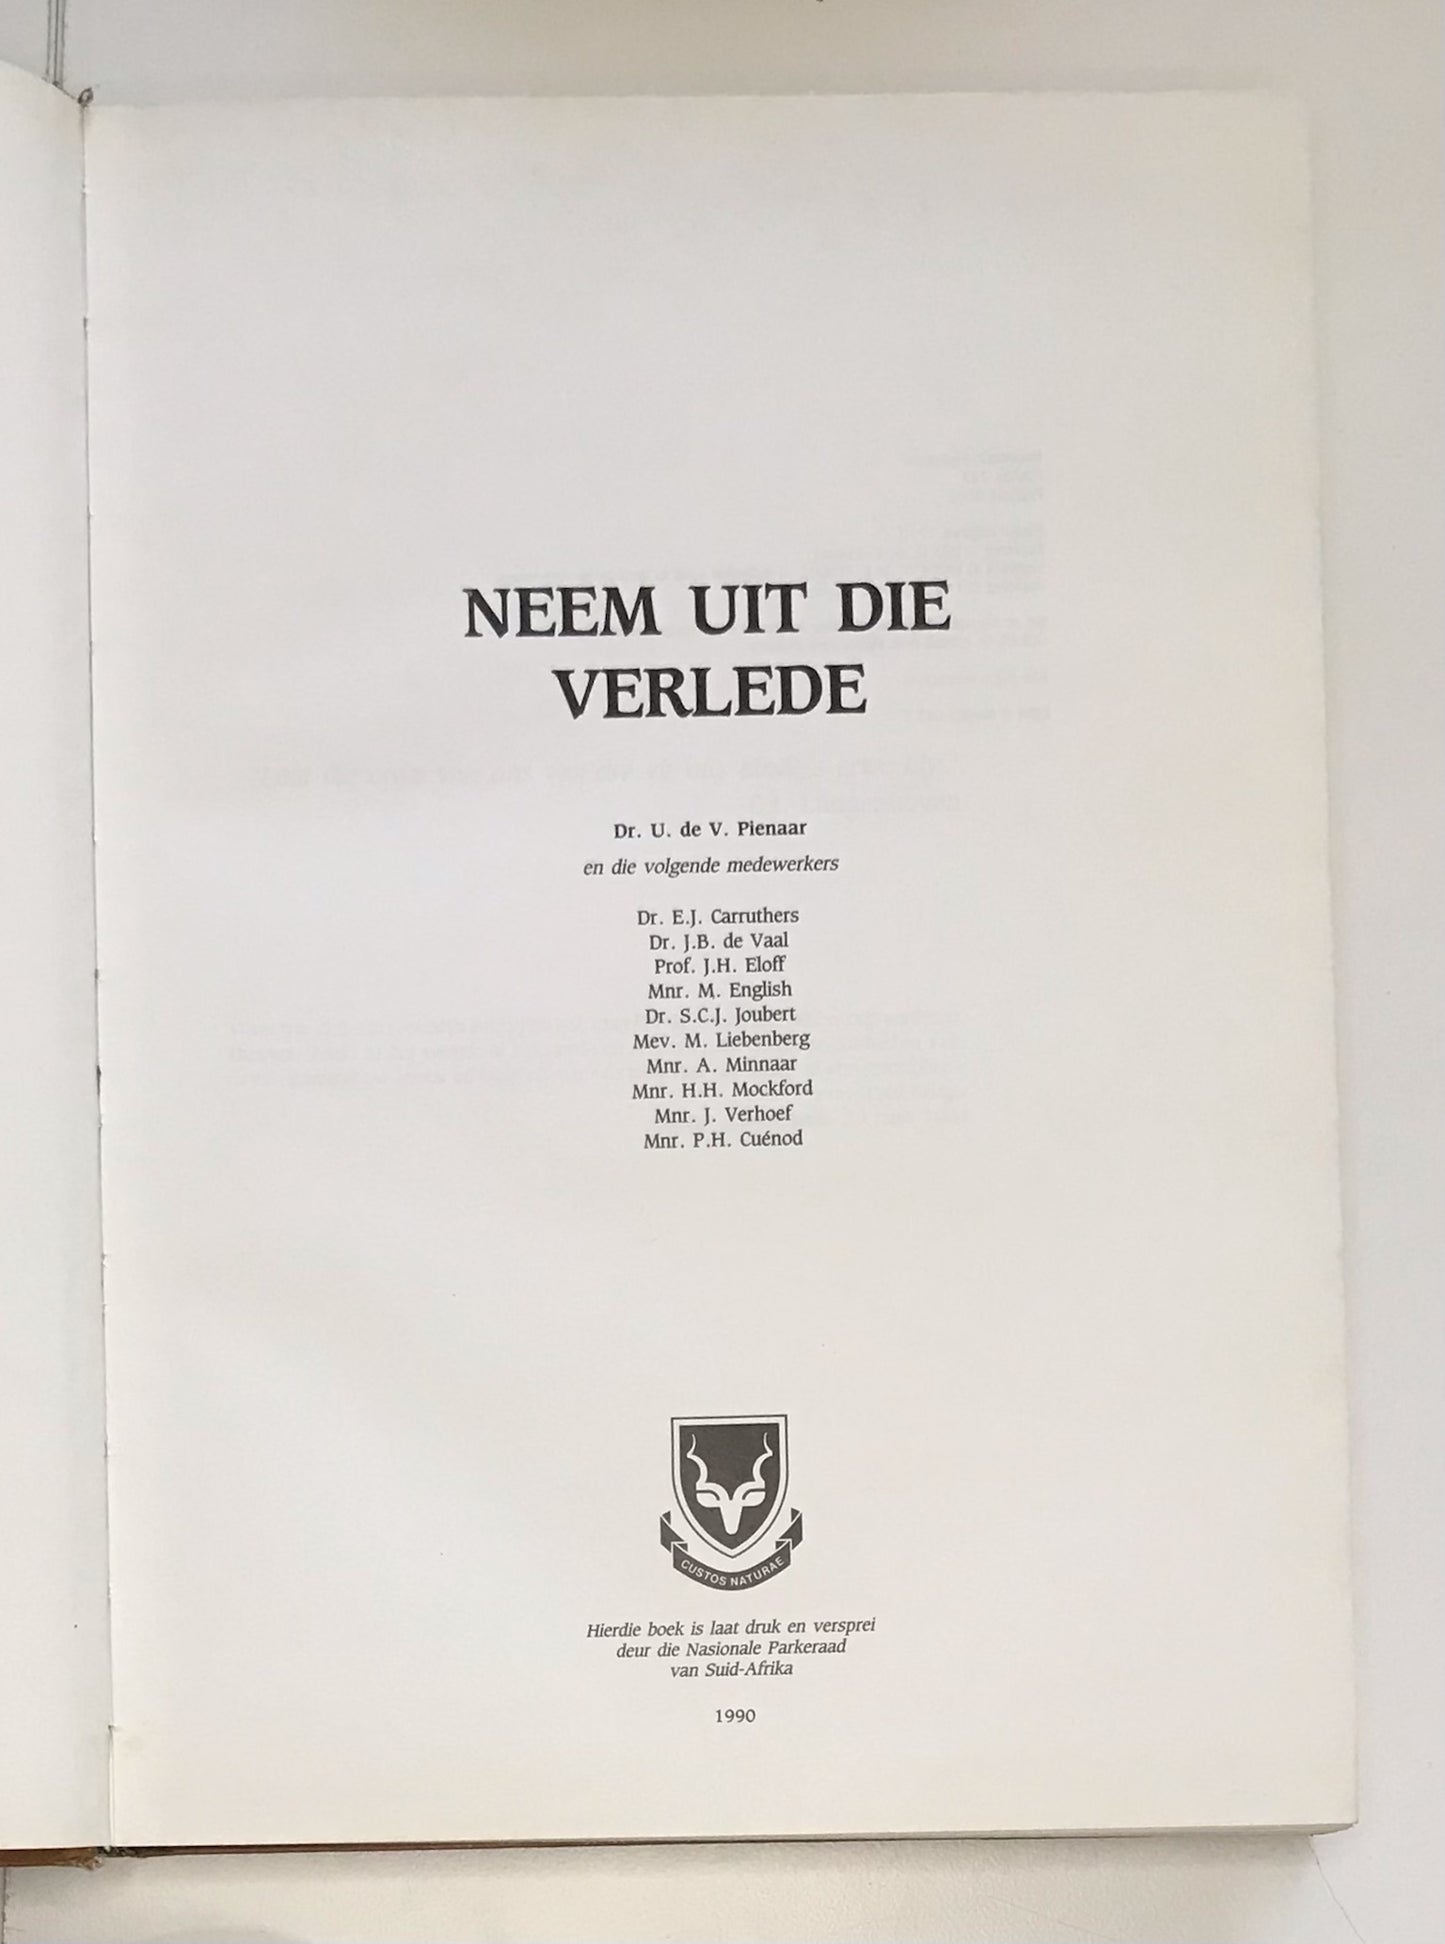 NEEM UIT DIE
VERLEDE
Dr. U. de V. Pienaar
en die volgende medewerkers
Dr. E.J. Carruthers
Dr. J.B. de Vaal
Prof. J.H. Eloff
Mnr. M. English
Dr. S.C.J. Joubert
Mev. M. Liebenberg
Mnr. A. Minnaar
Mnr. H.H. Mockford
Mnr. J. Verhoef
Mnr. P.H. Cuénod
CUSTOS NATURAE
Hierdie boek is laat druk en versprei
deur die Nasionale Parkeraad
van Suid-Afrika
1990